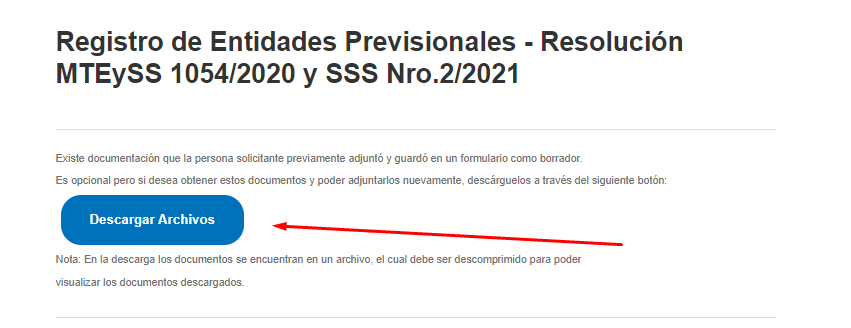 Registro de Entidades Previsionales - Resolución
MTEySS 1054/2020 y SSS Nro.2/2021
Existe documentación que la persona solicitante previamente adjuntó y guardó en un formulario como borrador.
Es opcional pero si desea obtener estos documentos y poder adjuntarlos nuevamente, descárguelos a través del siguiente botón:
Descargar Archivos
Nota: En la descarga los documentos se encuentran en un archivo, el cual debe ser descomprimido para poder
visualizar los documentos descargados.